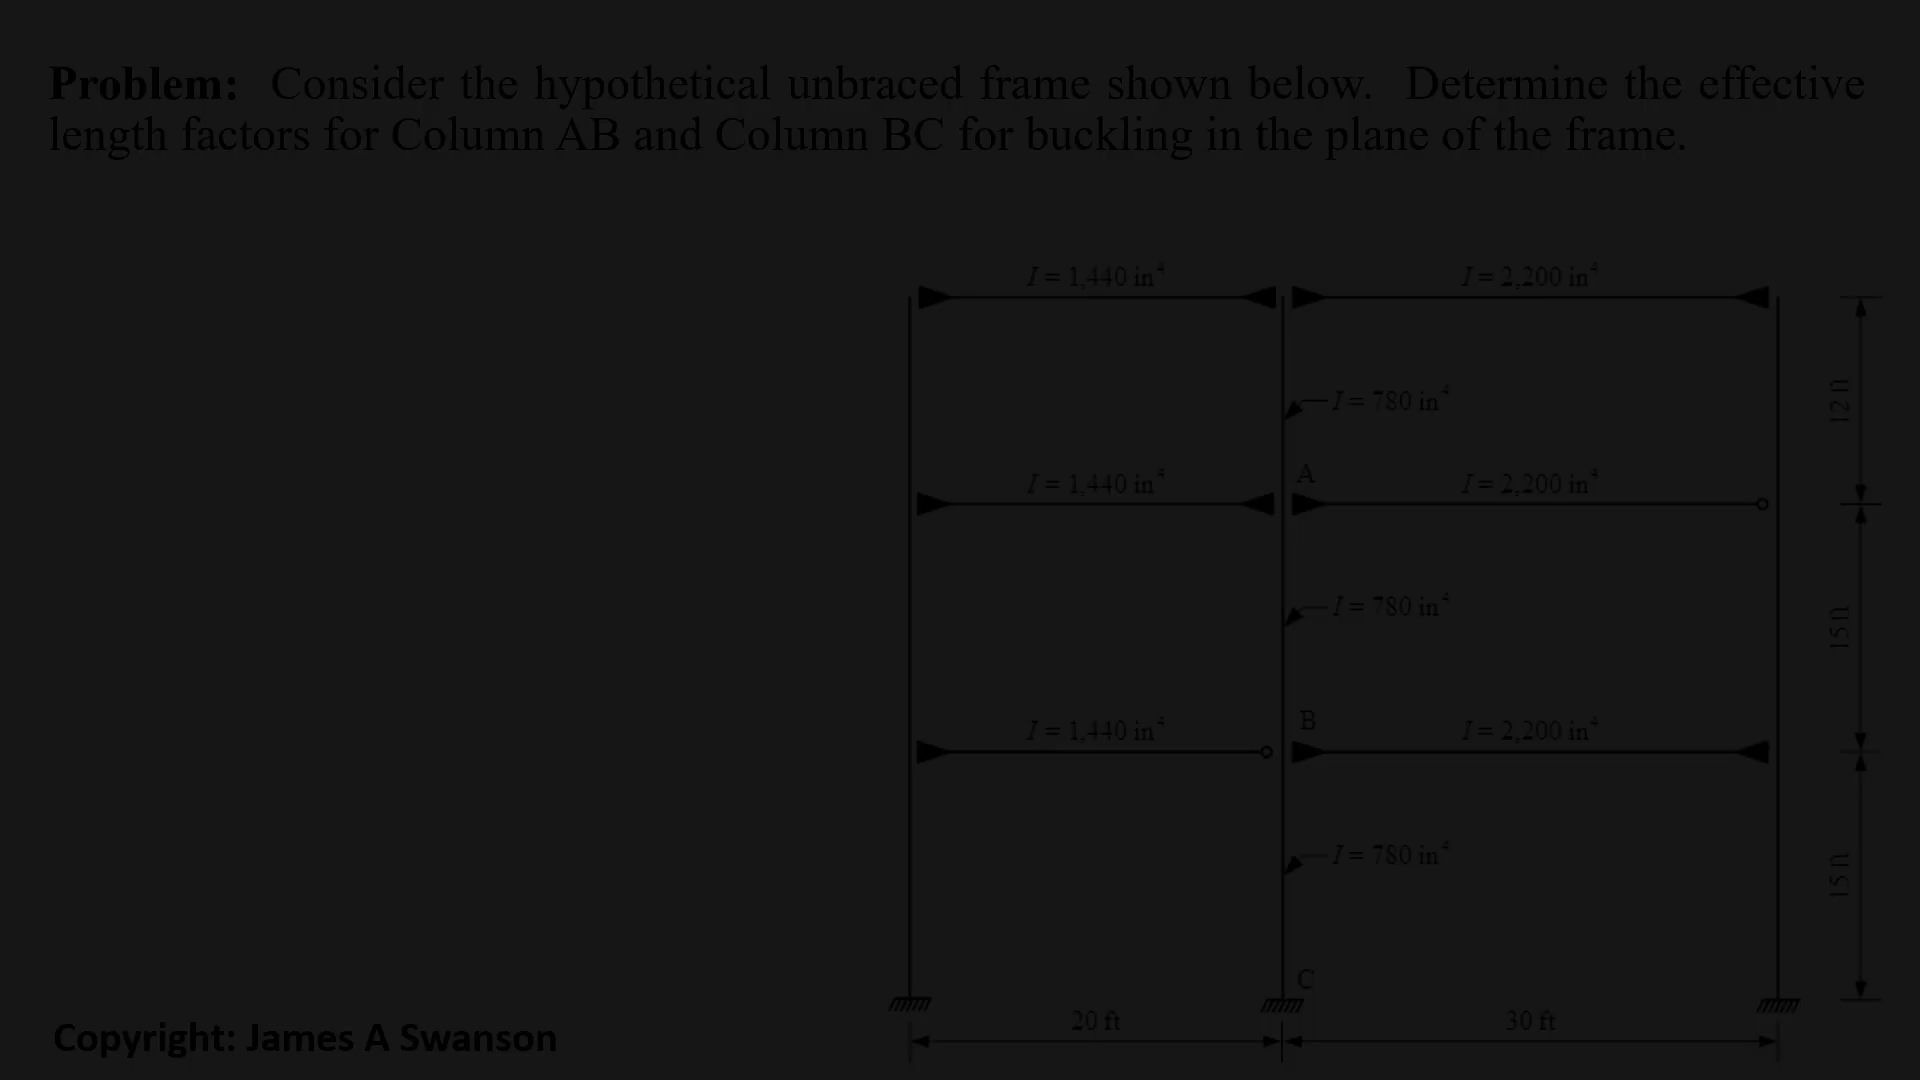 Problem: Consider the hypothetical unbraced frame shown below. Determine the effective
length factors for Column AB and Column BC for buckling in the plane of the frame.
I = 1,440 in⁴
I = 2,200 in⁴
12 ft
I = 780 in⁴
A
I = 1,440 in⁴
I = 2,200 in⁴
15 ft
I = 780 in⁴
B
I = 1,440 in⁴
I = 2,200 in⁴
15 ft
I = 780 in⁴
C
20 ft
30 ft
Copyright: James A Swanson